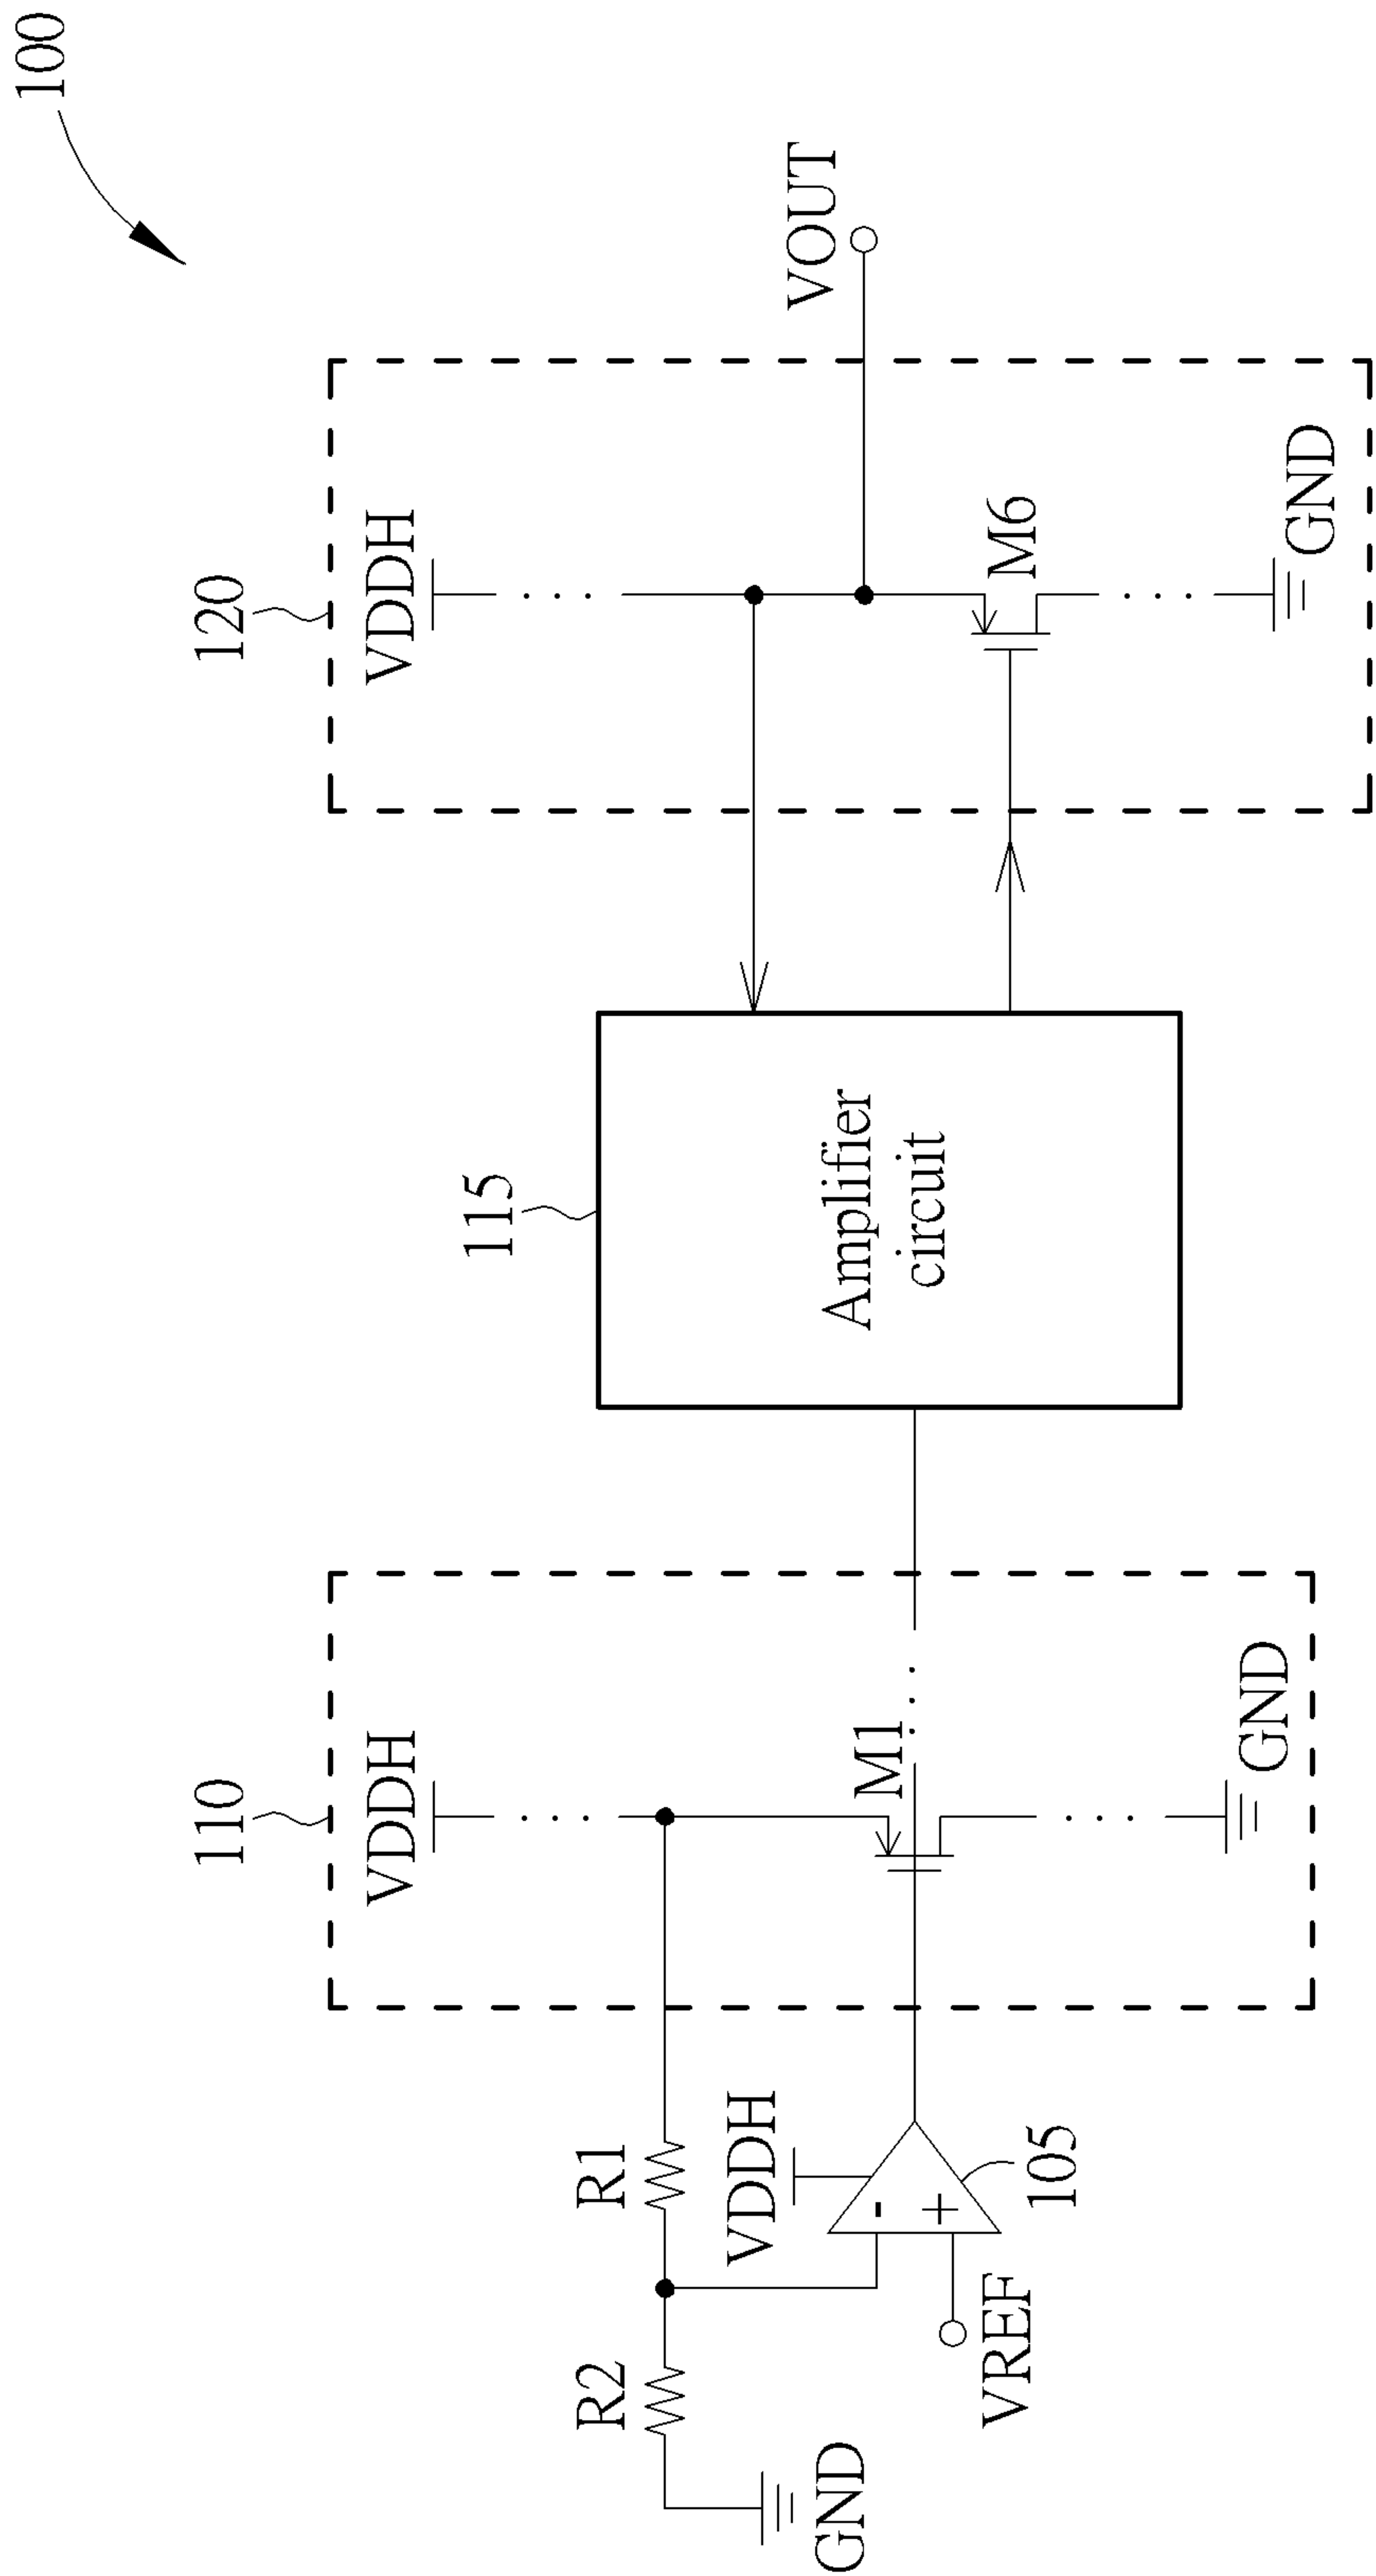 100
110
120
115
VDDH
VDDH
VOUT
R2
R1
VDDH
Amplifier
circuit
-
+
M1
M6
VREF
105
GND
GND
GND